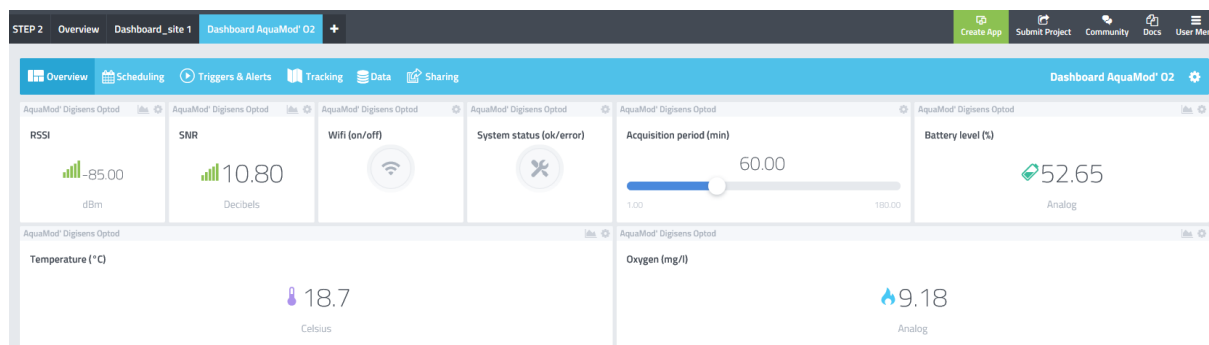 STEP 2 Overview Dashboard_site 1 Dashboard AquaMod' O2 +
Create App Submit Project Community Docs User Mer
Overview Scheduling Triggers & Alerts Tracking Data Sharing Dashboard AquaMod' O2
AquaMod' Digisens Optod AquaMod' Digisens Optod AquaMod' Digisens Optod AquaMod' Digisens Optod AquaMod' Digisens Optod AquaMod' Digisens Optod
RSSI SNR Wifi (on/off) System status (ok/error) Acquisition period (min) Battery level (%)
-85.00 10.80 60.00 52.65
dBm Decibels 1.00 180.00 Analog
AquaMod' Digisens Optod AquaMod' Digisens Optod
Temperature (°C) Oxygen (mg/l)
18.7 9.18
Celsius Analog